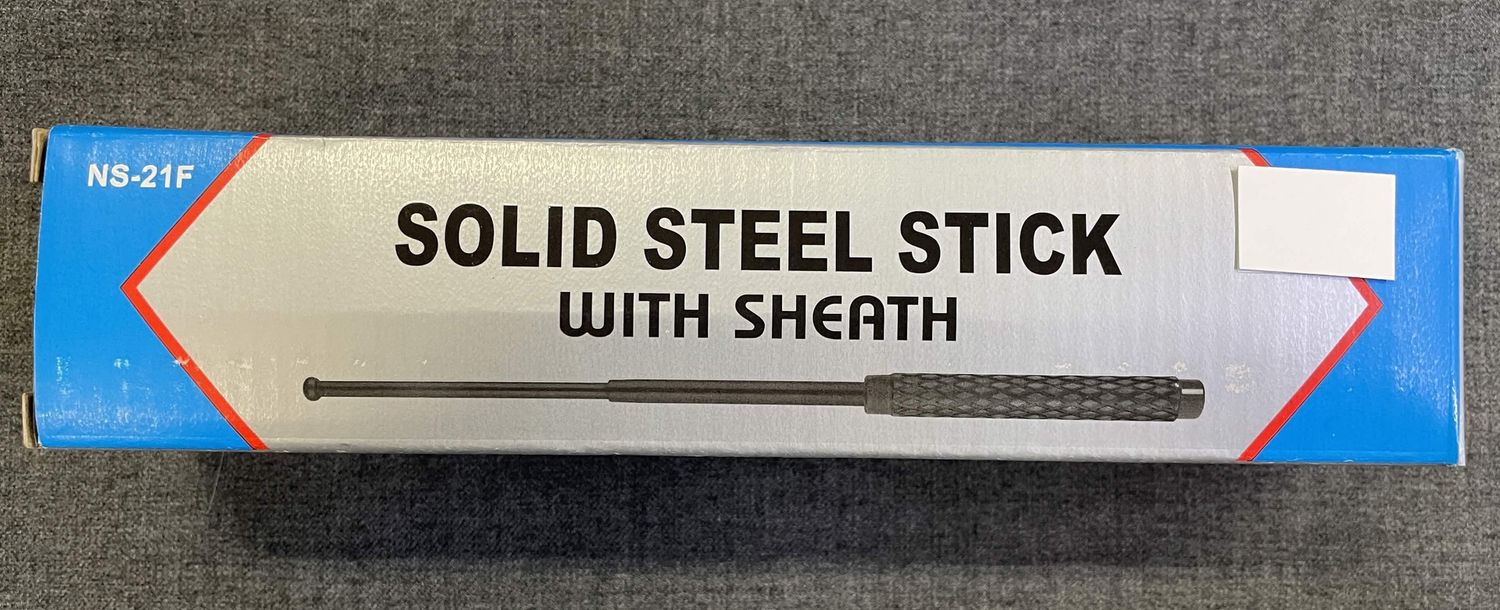 NS-21F
SOLID STEEL STICK
WITH SHEATH